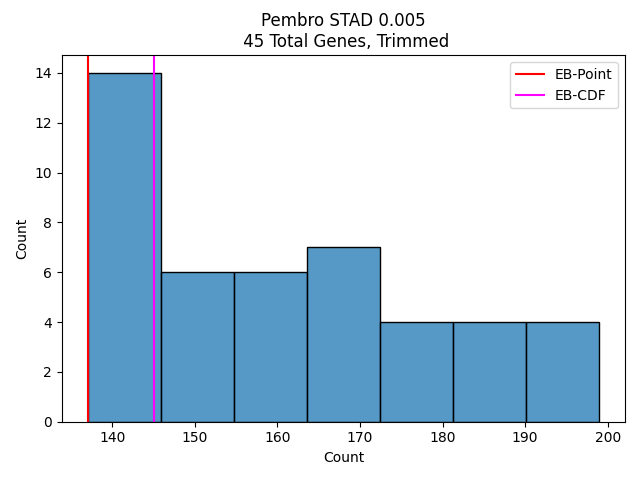 Pembro STAD 0.005
45 Total Genes, Trimmed
EB-Point
EB-CDF
Count
14
12
10
8
6
4
2
0
140 150 160 170 180 190 200
Count